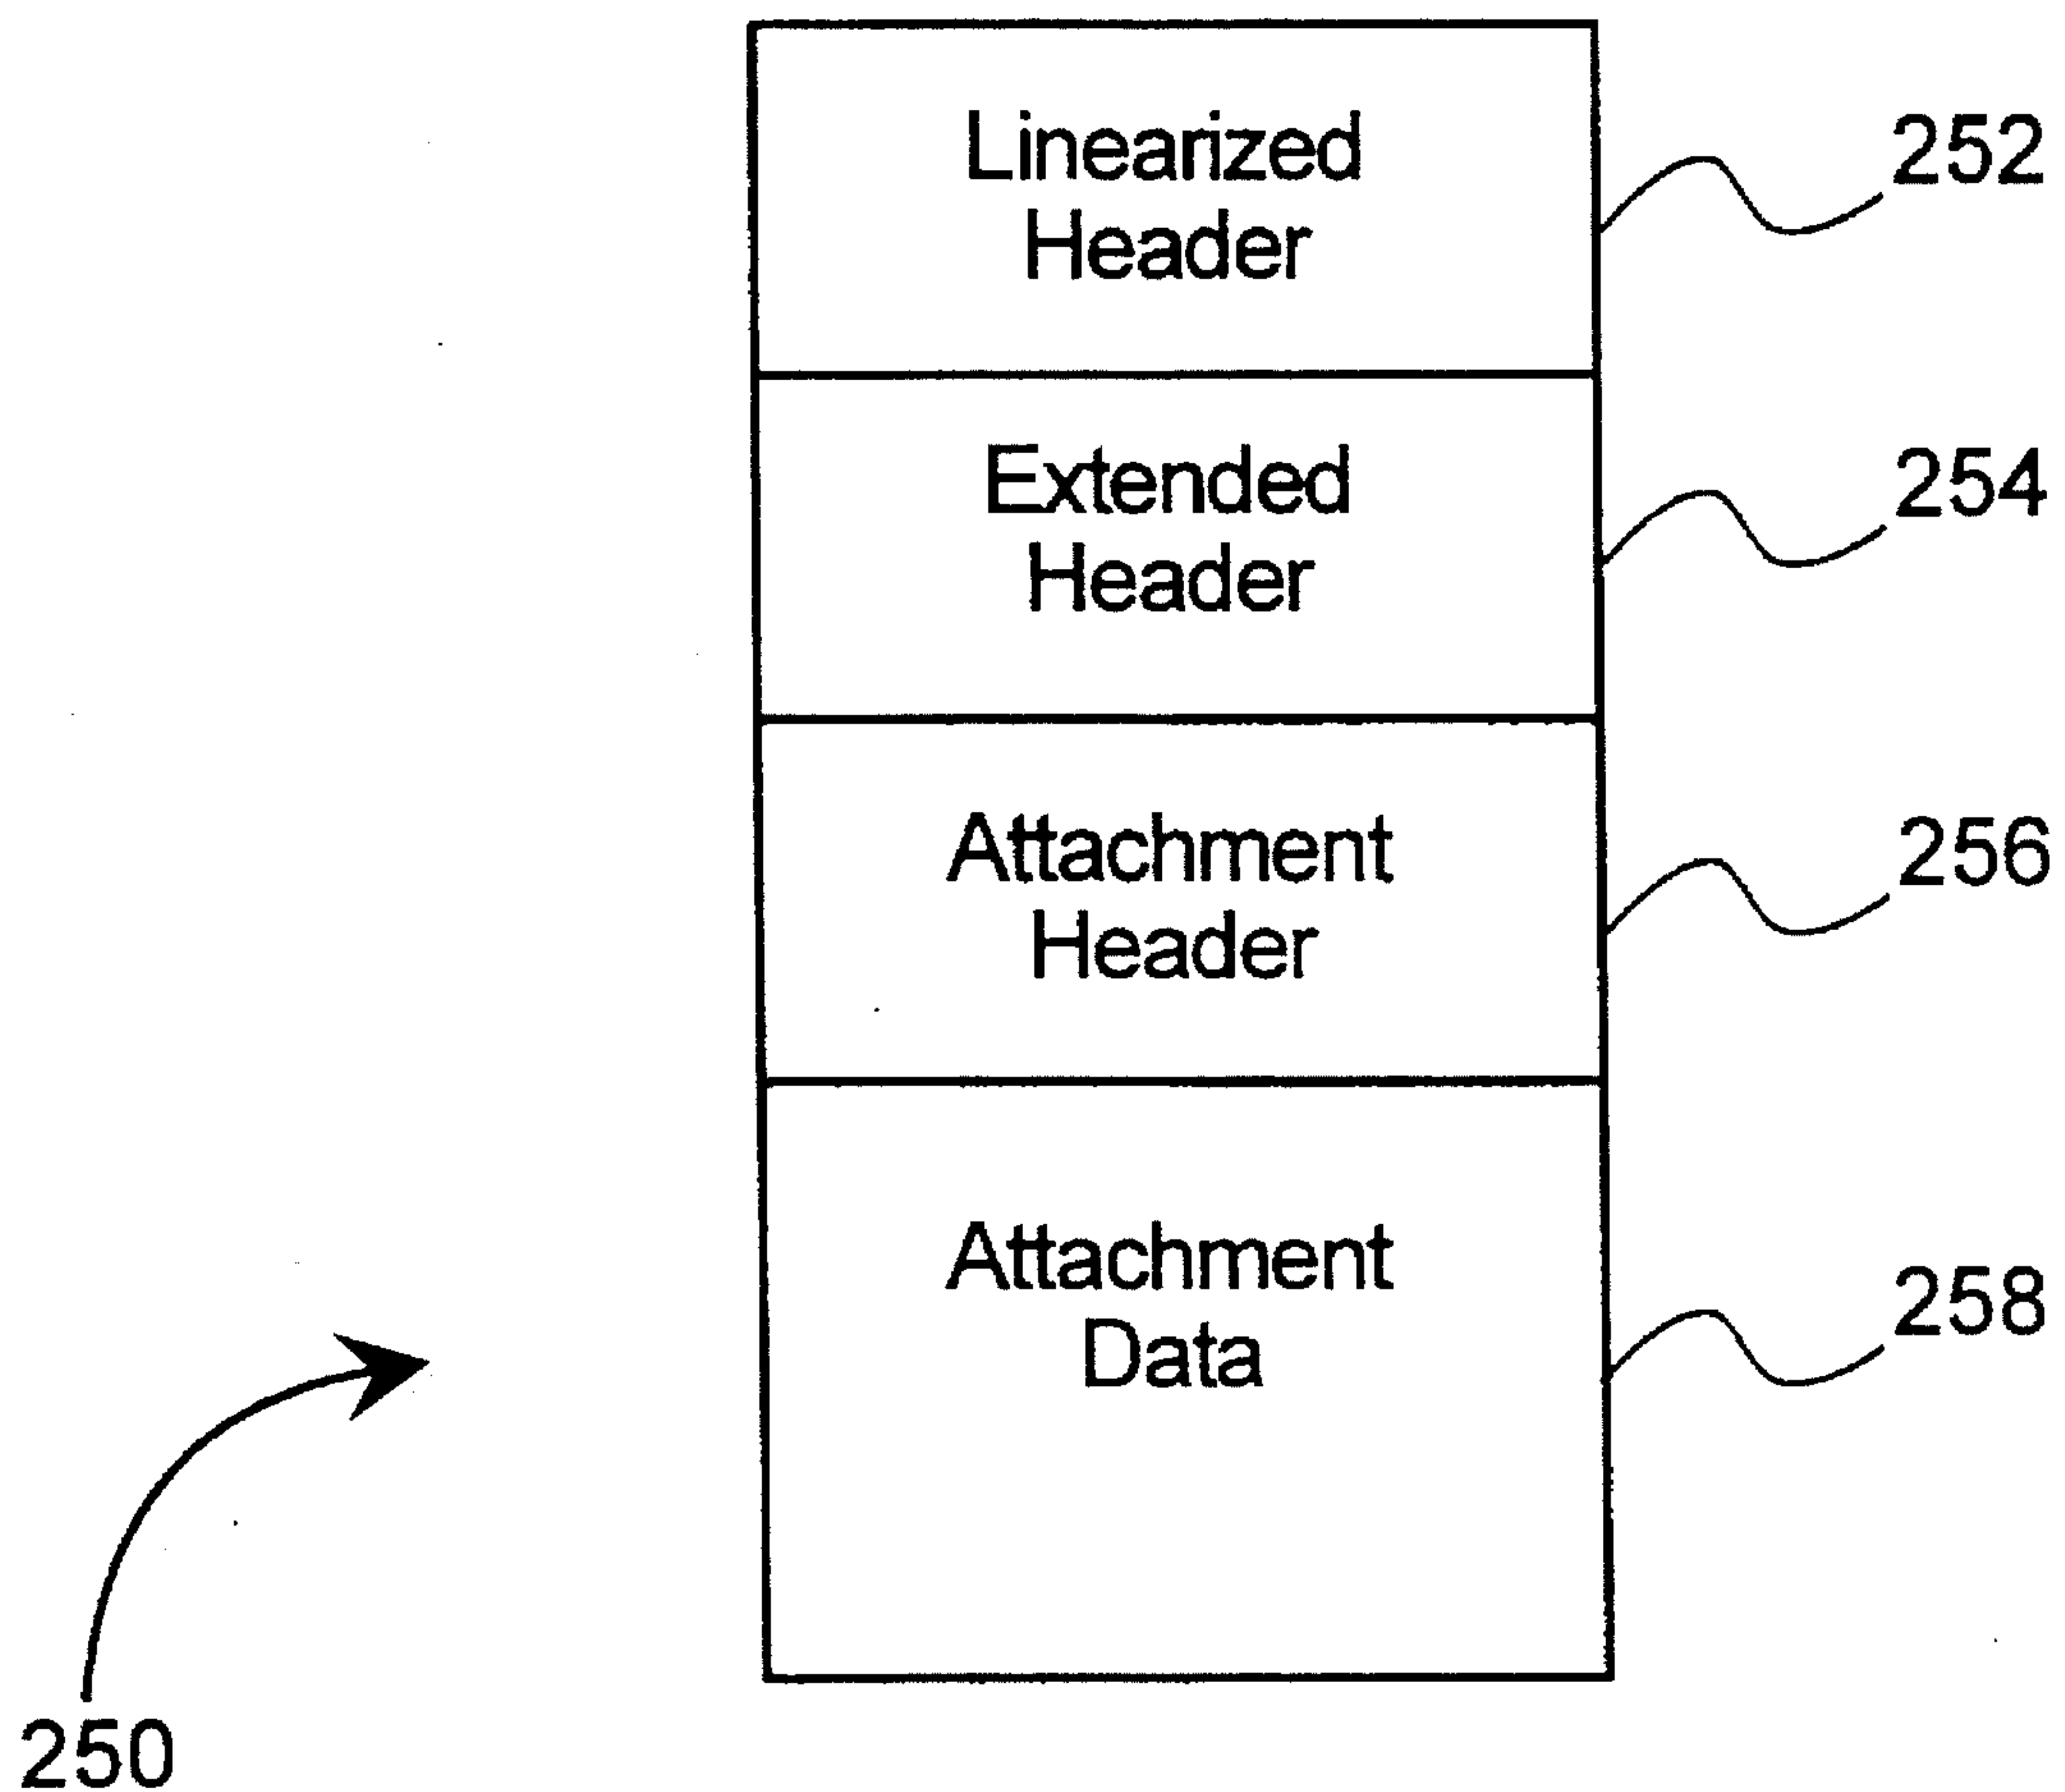 Linearized
Header
252
Extended
Header
254
Attachment
Header
256
Attachment
Data
258
250